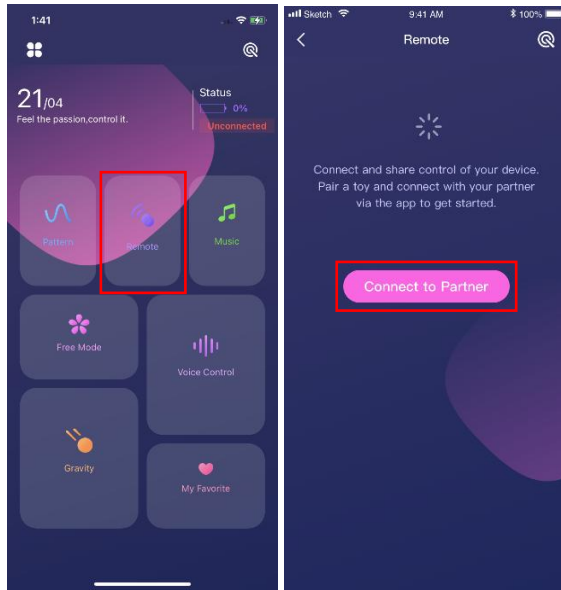 1:41
21/04
Feel the passion,control it.
Status
0%
Unconnected
Pattern
Remote
Music
Free Mode
Voice Control
Gravity
My Favorite
Sketch
9:41 AM
100%
Remote
Connect and share control of your device.
Pair a toy and connect with your partner
via the app to get started.
Connect to Partner